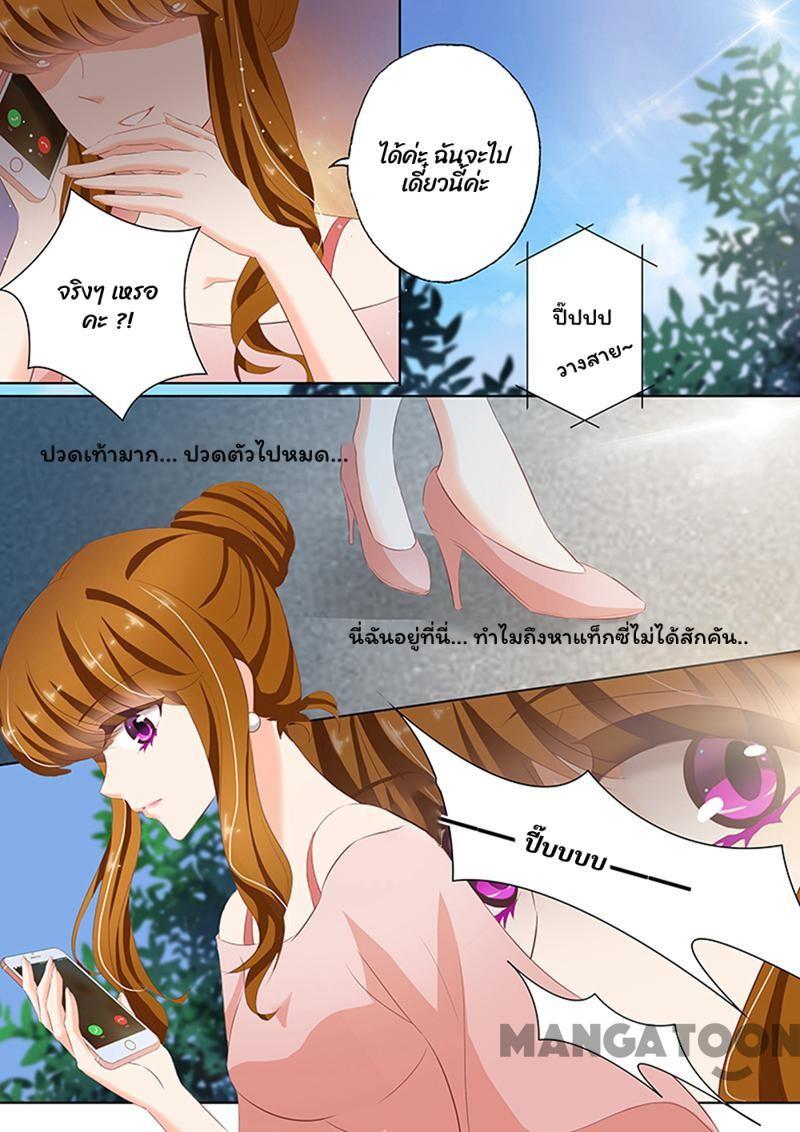 จริงๆ เหรอ
คะ ?!
ได้ค่ะ ฉันจะไป
เดี๋ยวนี้ค่ะ
ปี๊ปปป
วางสาย~
ปวดเท้ามาก... ปวดตัวไปหมด...
นี่ฉันอยู่ที่นี่... ทำไมถึงหาแท็กซี่ไม่ได้สักคัน..
ปี๊บบบบ
MANGATOON